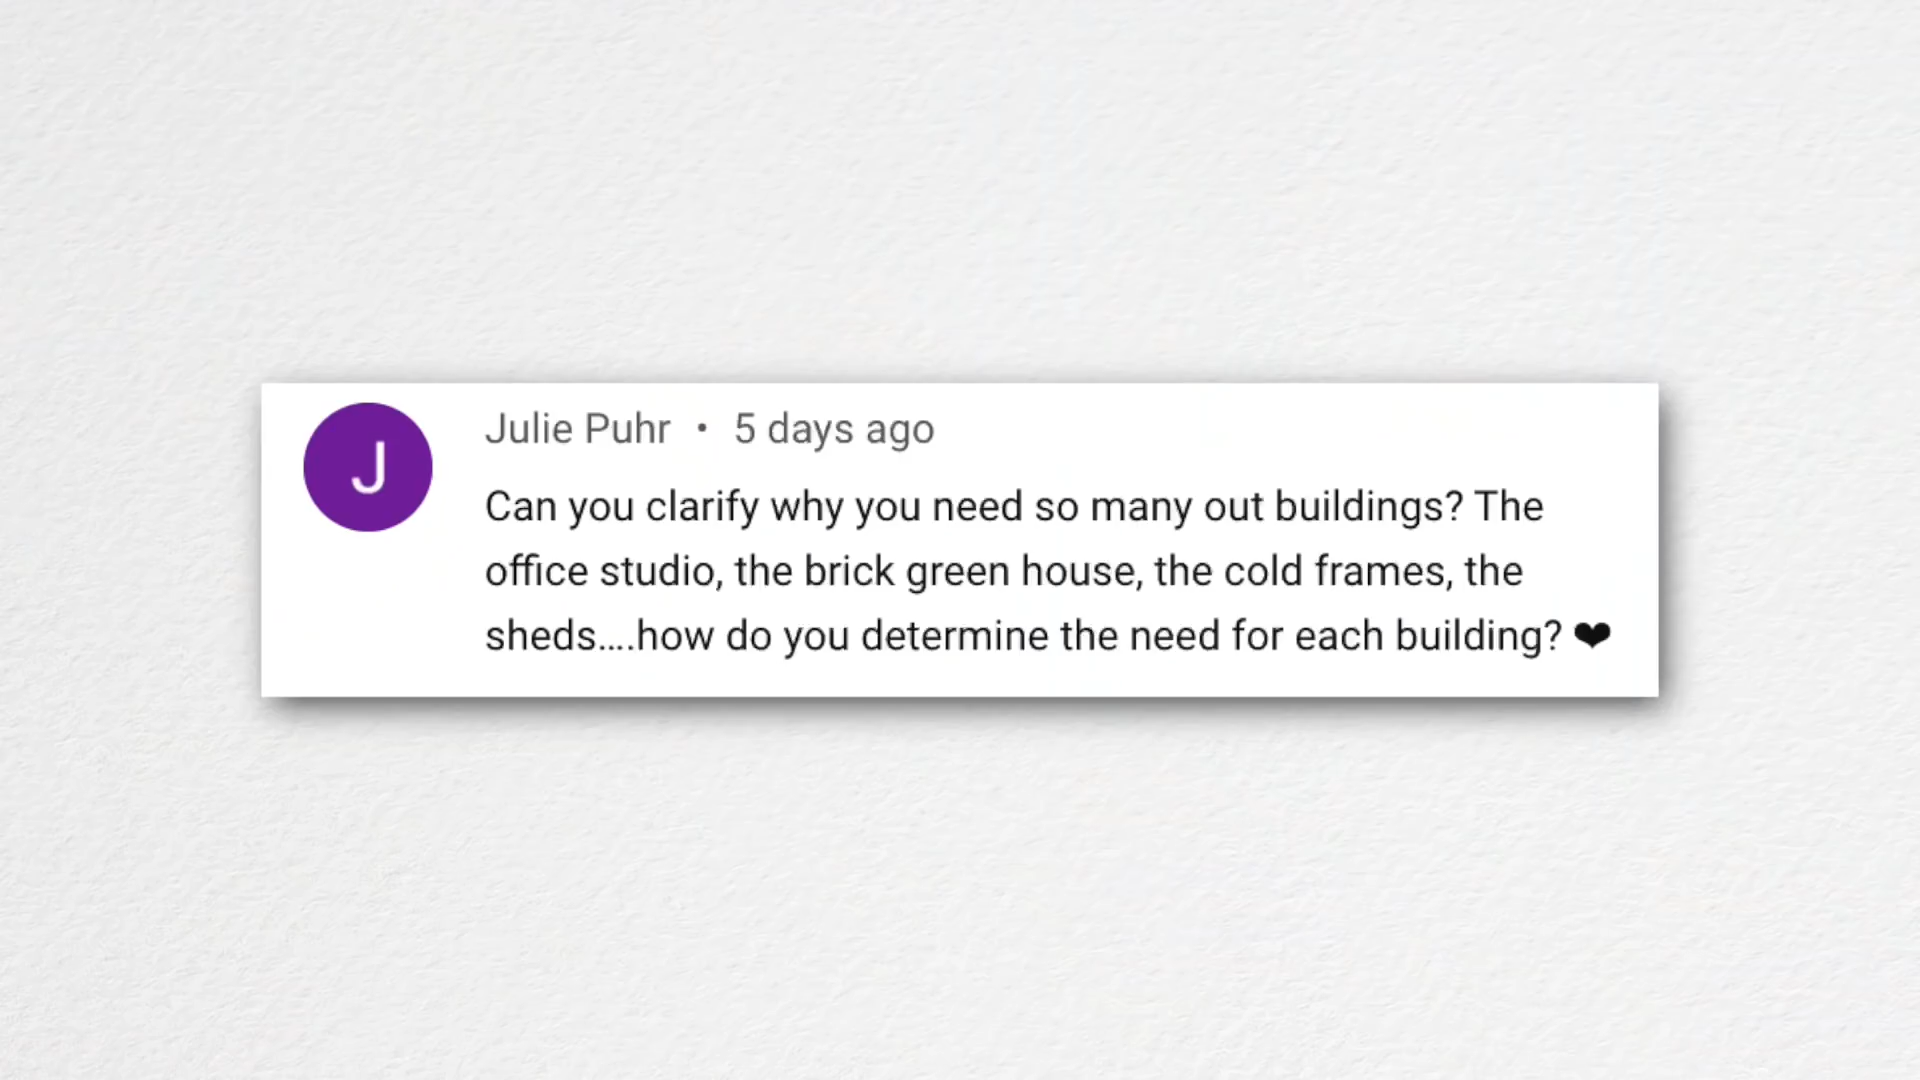 J
Julie Puhr • 5 days ago
Can you clarify why you need so many out buildings? The
office studio, the brick green house, the cold frames, the
sheds....how do you determine the need for each building? ❤